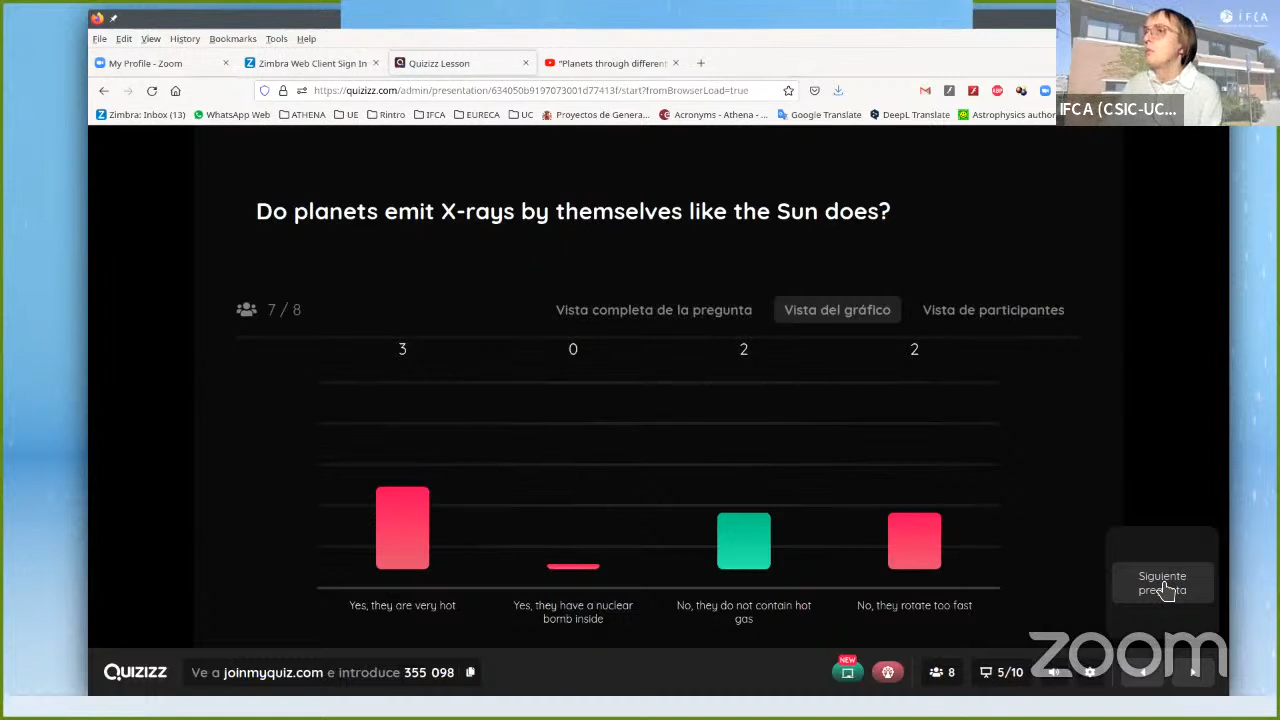 File Edit View History Bookmarks Tools Help
My Profile - Zoom
Zimbra Web Client Sign In
Quizizz Lesson
"Planets through different
https://quizizz.com/admin/presentation/634050b9197073001d77413f/start?fromBrowserLoad=true
Zimbra: Inbox (13) WhatsApp Web ATHENA UE Rintro IFCA EURECA UC Proyectos de Genera... Acronyms - Athena -... Google Translate DeepL Translate Astrophysics author
IFCA
IFCA (CSIC-UC...
Do planets emit X-rays by themselves like the Sun does?
7 / 8
Vista completa de la pregunta
Vista del gráfico
Vista de participantes
3 0 2 2
Yes, they are very hot
Yes, they have a nuclear
bomb inside
No, they do not contain hot
gas
No, they rotate too fast
Siguiente
QUIZIZZ
Ve a joinmyquiz.com e introduce 355 098
NEW
8
5/10
zoom